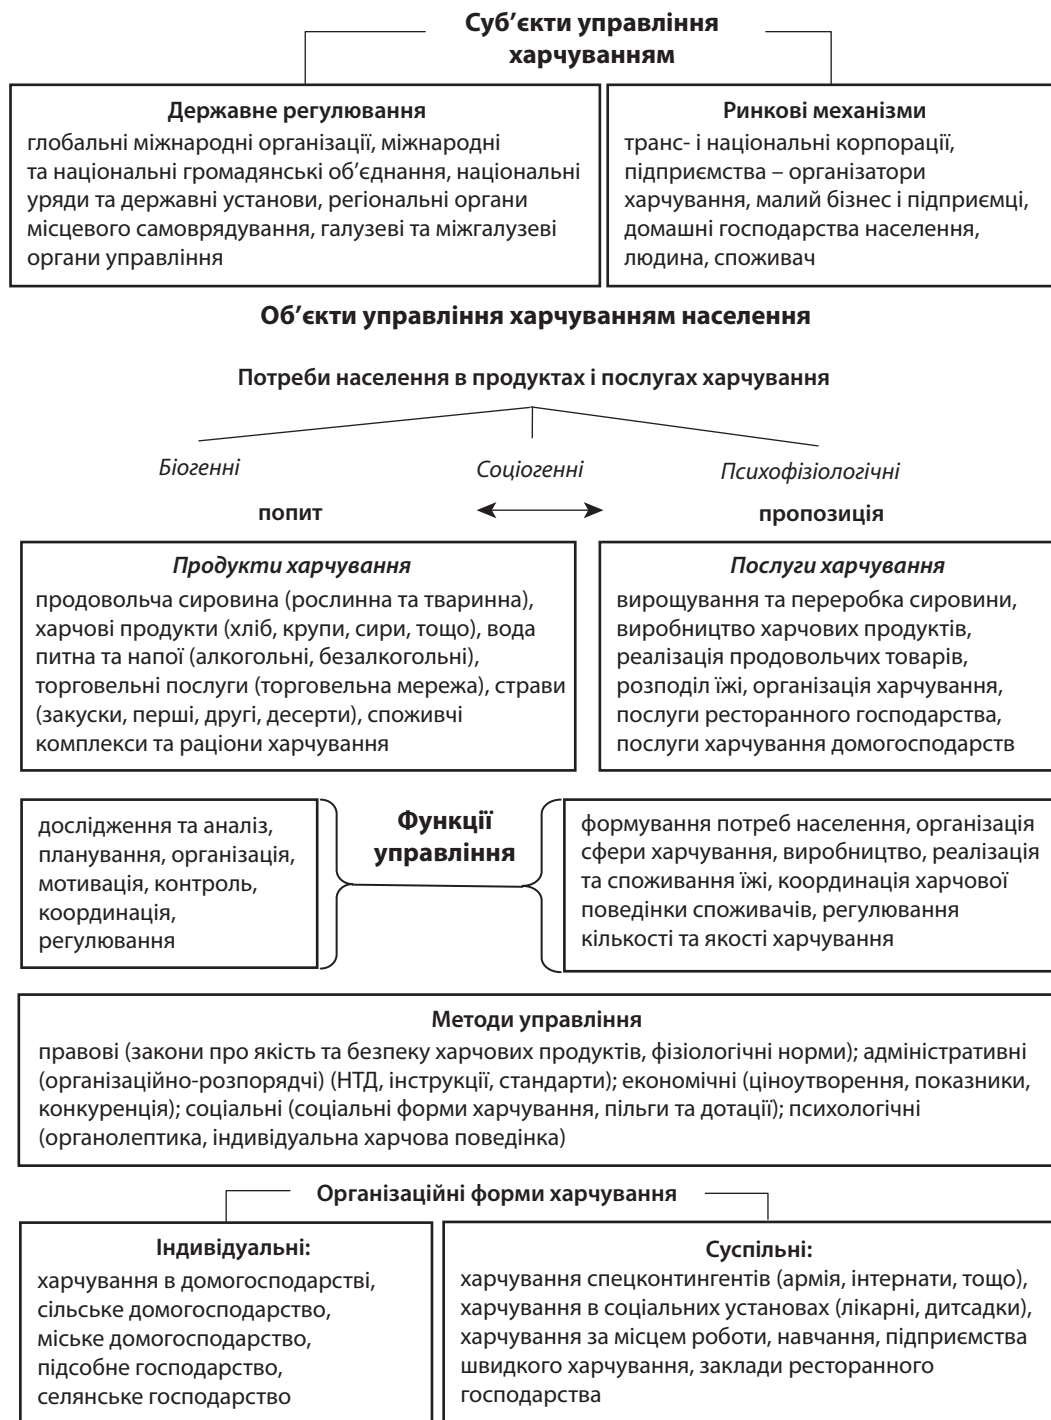 Суб’єкти управління
харчуванням
Державне регулювання
глобальні міжнародні організації, міжнародні
та національні громадянські об’єднання, національні
уряди та державні установи, регіональні органи
місцевого самоврядування, галузеві та міжгалузеві
органи управління
Ринкові механізми
транс- і національні корпорації,
підприємства – організатори
харчування, малий бізнес і підприємці,
домашні господарства населення,
людина, споживач
Об’єкти управління харчуванням населення
Потреби населення в продуктах і послугах харчування
Біогенні
Соціогенні
Психофізіологічні
попит
пропозиція
Продукти харчування
продовольча сировина (рослинна та тваринна),
харчові продукти (хліб, крупи, сири, тощо), вода
питна та напої (алкогольні, безалкогольні),
торговельні послуги (торговельна мережа), страви
(закуски, перші, другі, десерти), споживчі
комплекси та раціони харчування
Послуги харчування
вирощування та переробка сировини,
виробництво харчових продуктів,
реалізація продовольчих товарів,
розподіл їжі, організація харчування,
послуги ресторанного господарства,
послуги харчування домогосподарств
дослідження та аналіз,
планування, організація,
мотивація, контроль,
координація,
регулювання
Функції
управління
формування потреб населення, організація
сфери харчування, виробництво, реалізація
та споживання їжі, координація харчової
поведінки споживачів, регулювання
кількості та якості харчування
Методи управління
правові (закони про якість та безпеку харчових продуктів, фізіологічні норми); адміністративні
(організаційно-розпорядчі) (НТД, інструкції, стандарти); економічні (ціноутворення, показники,
конкуренція); соціальні (соціальні форми харчування, пільги та дотації); психологічні
(органолептика, індивідуальна харчова поведінка)
Організаційні форми харчування
Індивідуальні:
харчування в домогосподарстві,
сільське домогосподарство,
міське домогосподарство,
підсобне господарство,
селянське господарство
Суспільні:
харчування спецконтингентів (армія, інтернати, тощо),
харчування в соціальних установах (лікарні, дитсадки),
харчування за місцем роботи, навчання, підприємства
швидкого харчування, заклади ресторанного
господарства